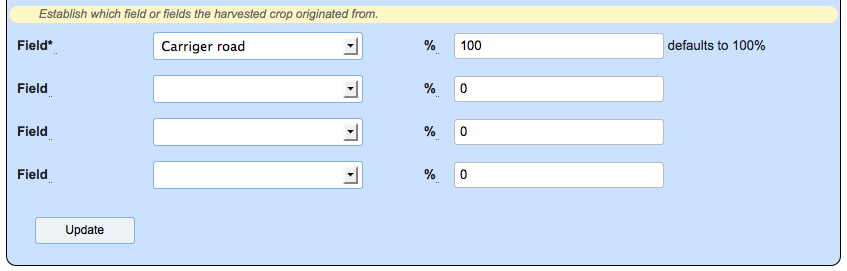 Establish which field or fields the harvested crop originated from.
Field* Carriger road % 100 defaults to 100%
Field % 0
Field % 0
Field % 0
Update